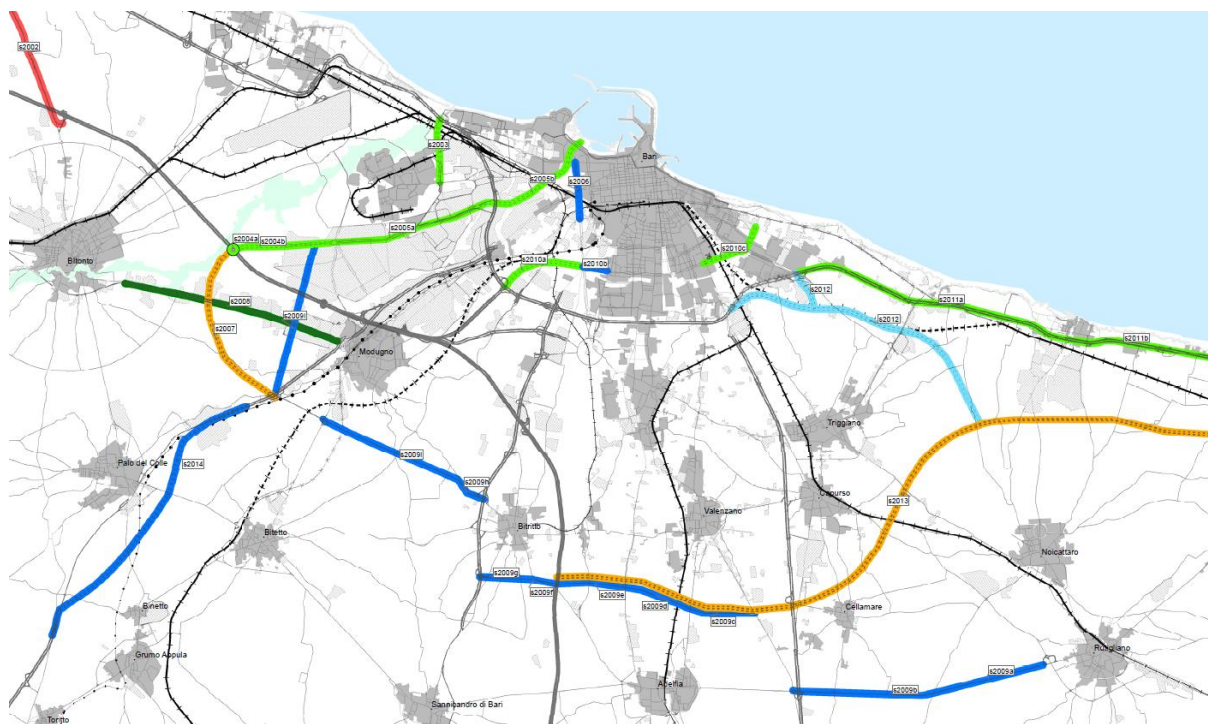 s2002
s2003
Bari
s2005b
s2006
s2005a
s2004a
s2004b
s2010c
Bitonto
s2010a
s2010b
s2012
s2011a
s2008
s2012
s2009i
s2007
s2011b
Modugno
Triggiano
s2009l
Palo del Colle
s2014
s2009h
Capurso
s2013
Valenzano
Bitritto
Bitetto
Noicattaro
s2009g
s2009f
s2009e
s2009d
Binetto
Cellamare
s2009c
Rutigliano
Grumo Appula
s2009a
Adelfia
s2009b
Sannicandro di Bari
Toritto